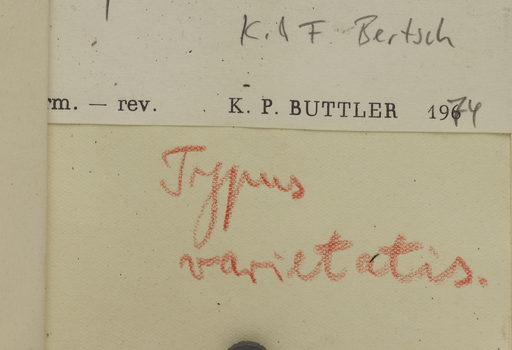 K. & F. Bertsch
rm. — rev. K. P. BUTTLER 1974
Typus
varietatis.